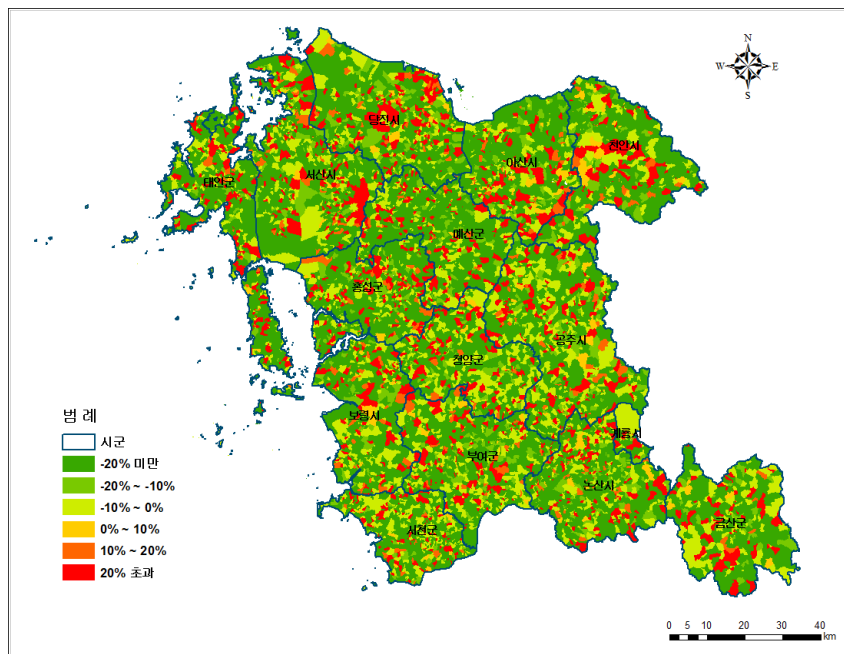 N
W E
S
당진시
아산시
천안시
서산시
태안군
예산군
홍성군
공주시
청양군
보령시
계룡시
부여군
논산시
서천군
금산군
범 례
시군
-20% 미만
-20% ~ -10%
-10% ~ 0%
0% ~ 10%
10% ~ 20%
20% 초과
0 5 10 20 30 40
km